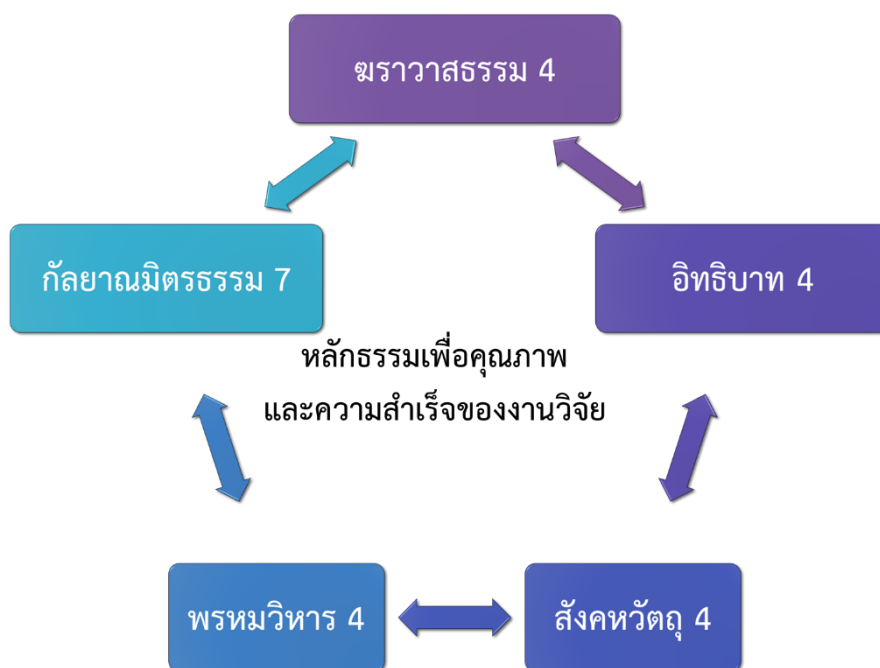 ฆราวาสธรรม 4
กัลยาณมิตรธรรม 7
อิทธิบาท 4
หลักธรรมเพื่อคุณภาพ
และความสำเร็จของงานวิจัย
พรหมวิหาร 4
สังคหวัตถุ 4